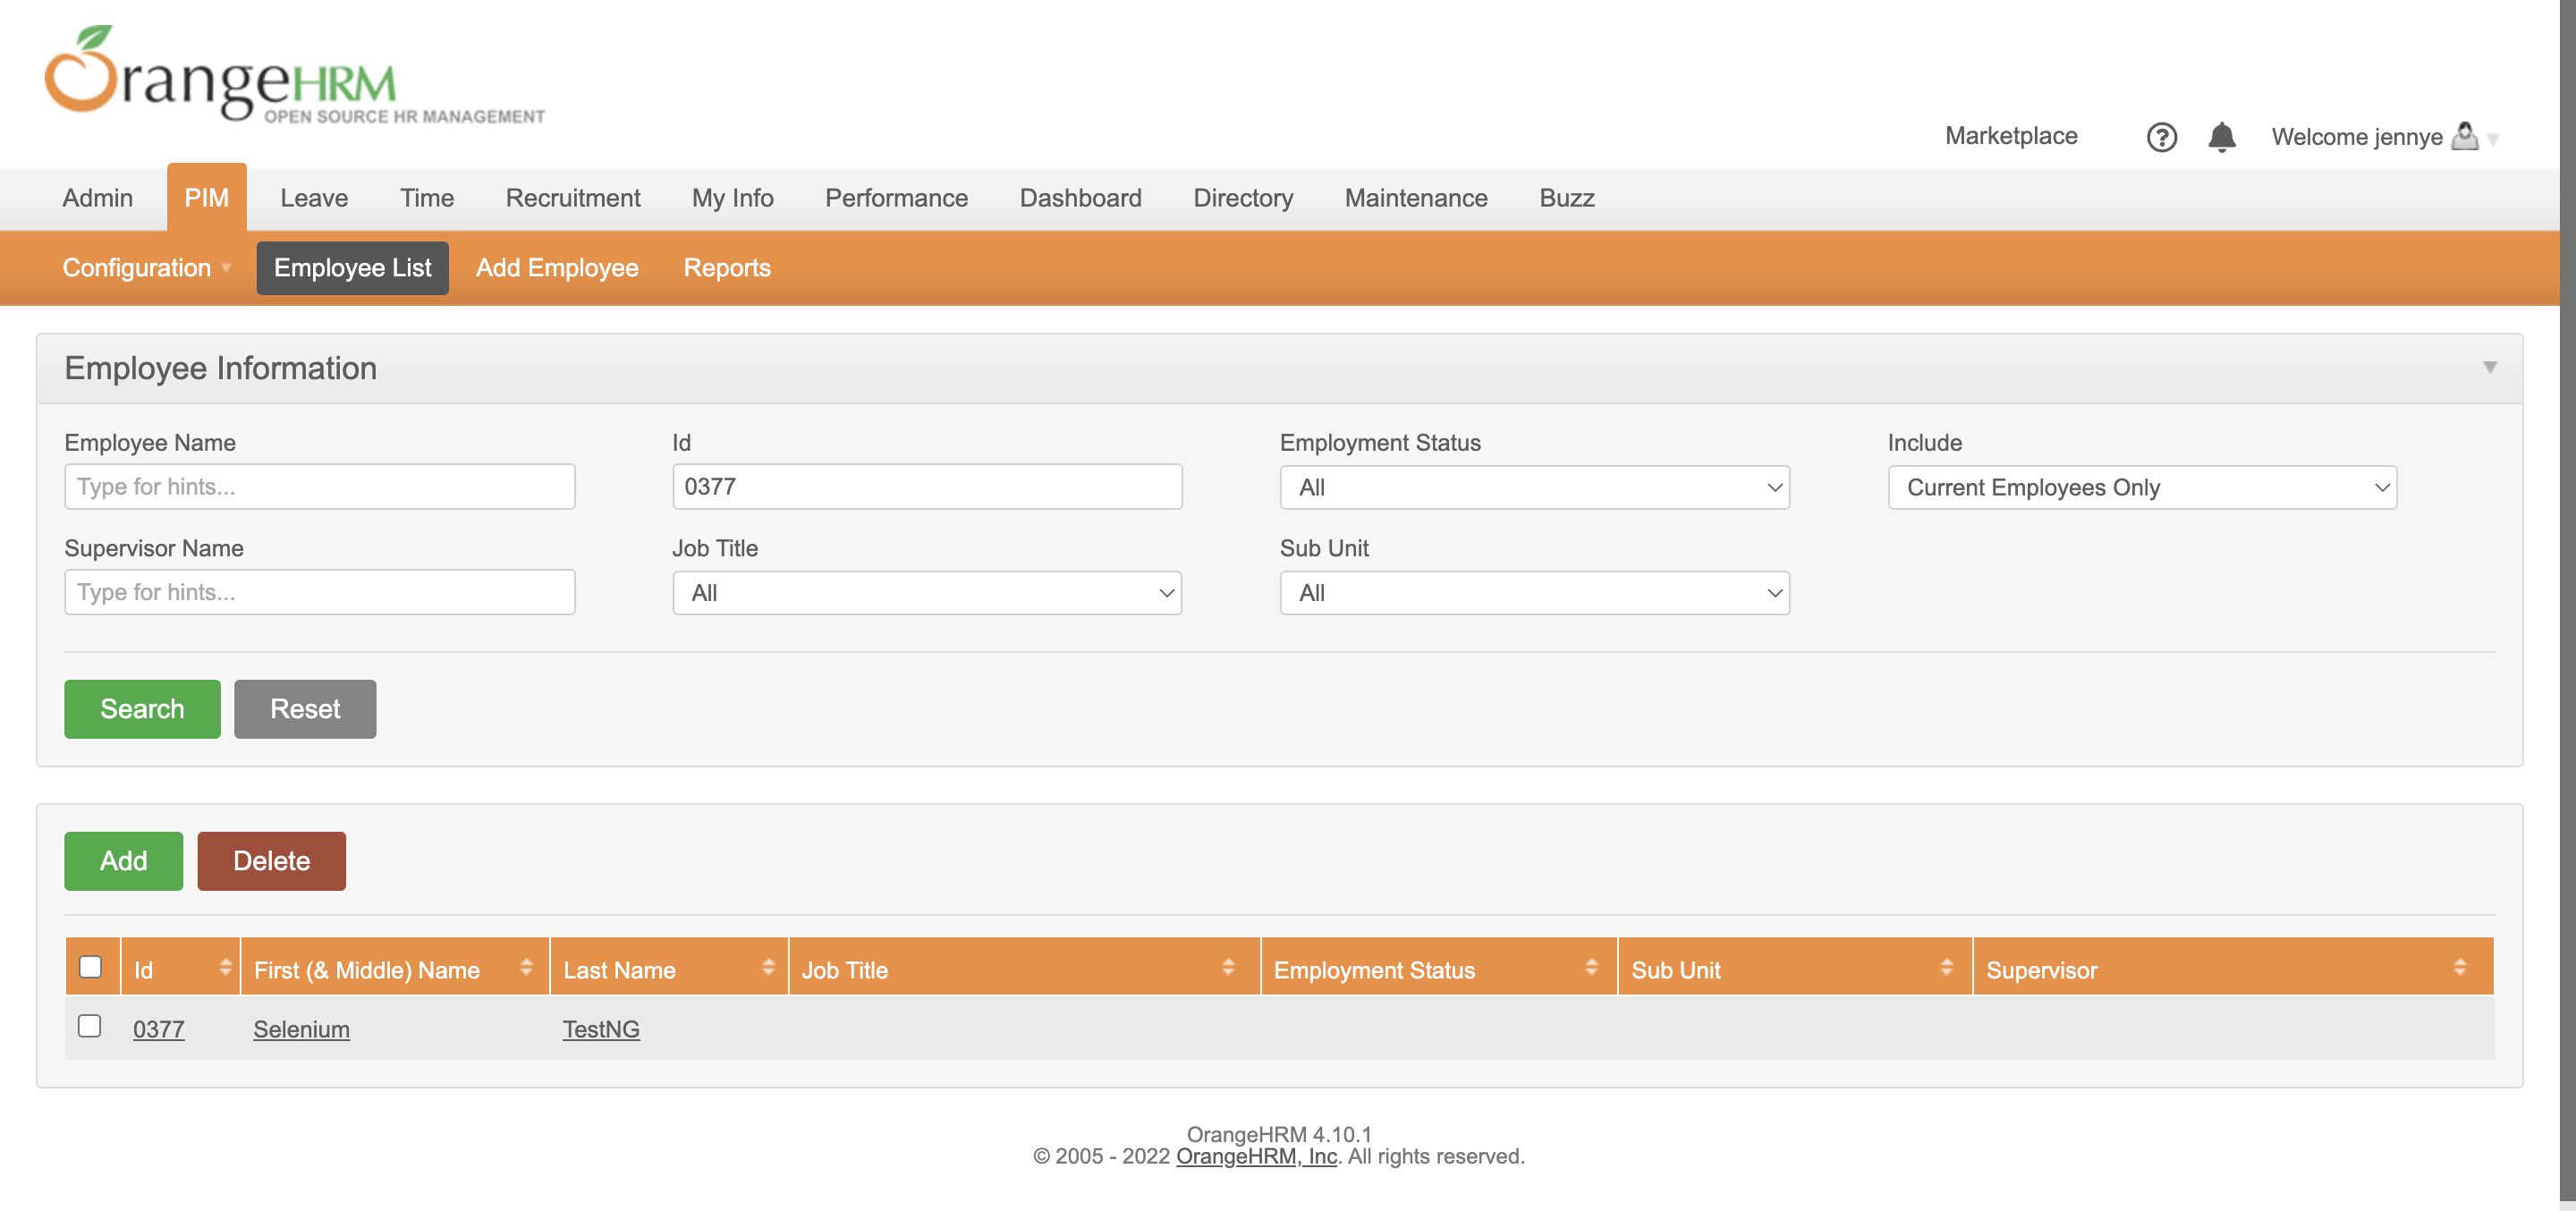 OrangeHRM
OPEN SOURCE HR MANAGEMENT
Marketplace ? Welcome jennye
Admin PIM Leave Time Recruitment My Info Performance Dashboard Directory Maintenance Buzz
Configuration Employee List Add Employee Reports
Employee Information
Employee Name Id Employment Status Include
Type for hints... 0377 All Current Employees Only
Supervisor Name Job Title Sub Unit
Type for hints... All All
Search Reset
Add Delete
Id First (& Middle) Name Last Name Job Title Employment Status Sub Unit Supervisor
0377 Selenium TestNG
OrangeHRM 4.10.1
© 2005 - 2022 OrangeHRM, Inc. All rights reserved.